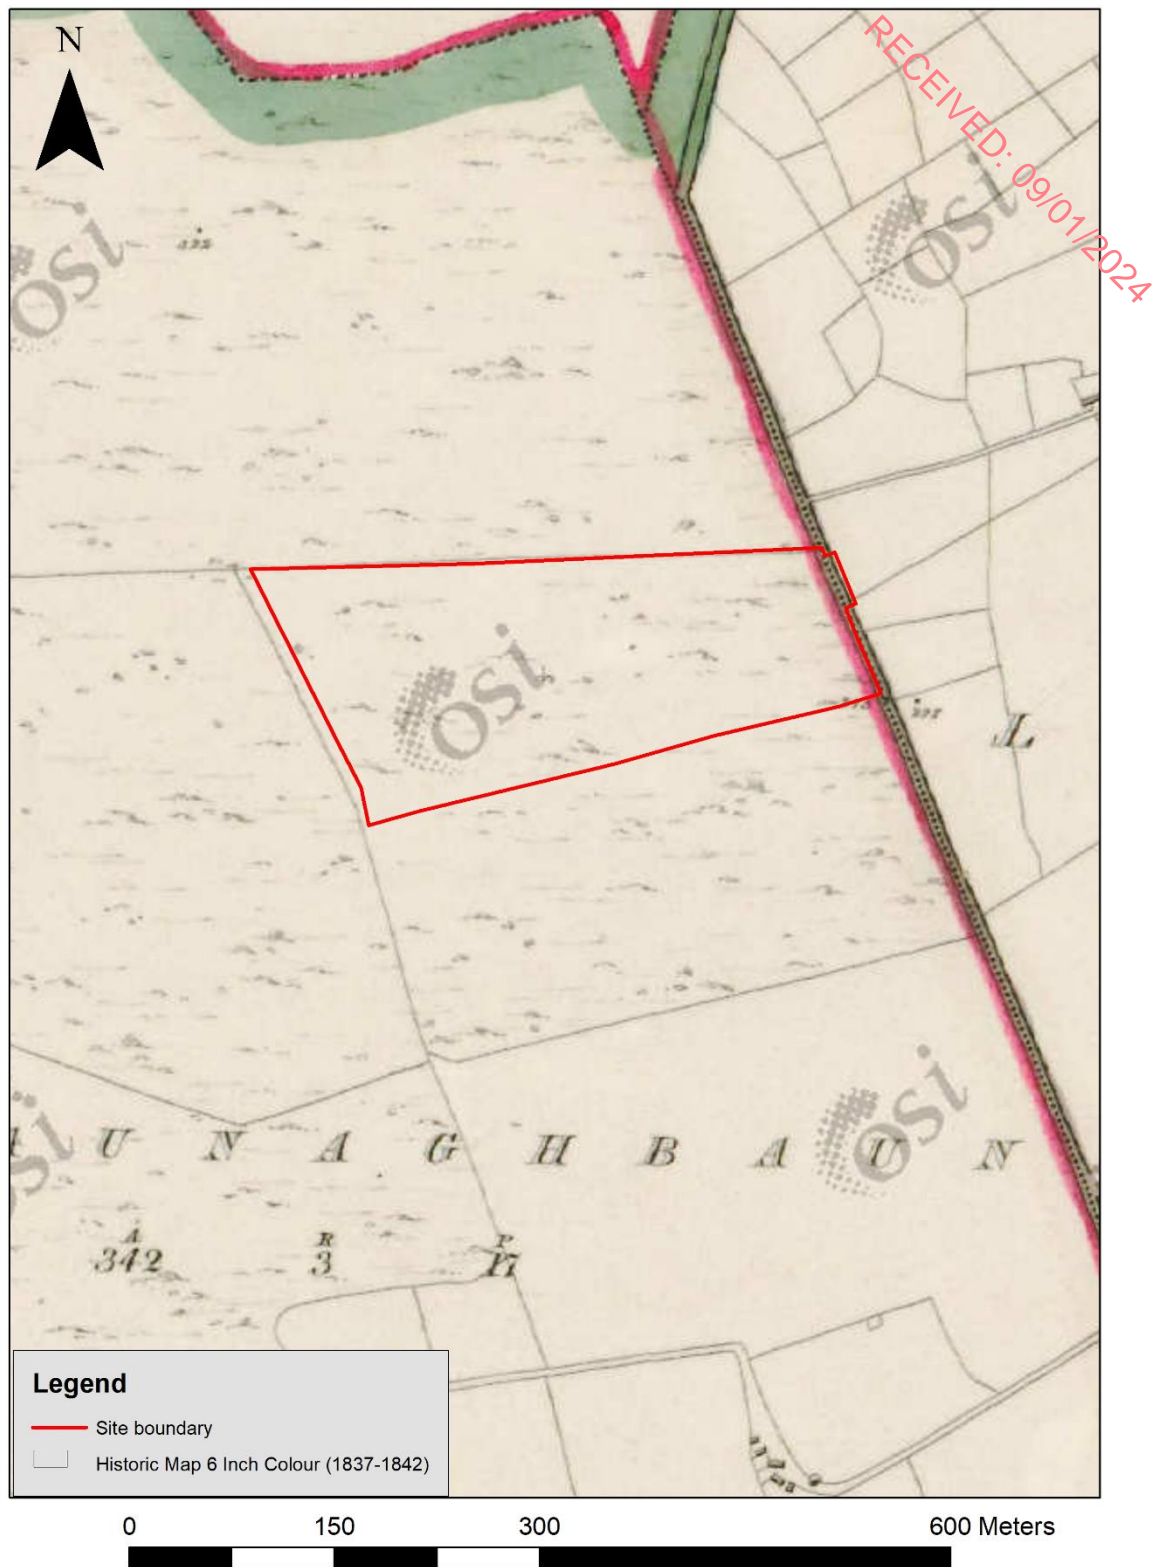 N
RECEIVED: 09/01/2024
osi
osi
osi
L
osi
U N A G H B A U N
osi
A R P
342 3 17
Legend
Site boundary
Historic Map 6 Inch Colour (1837-1842)
0 150 300 600 Meters